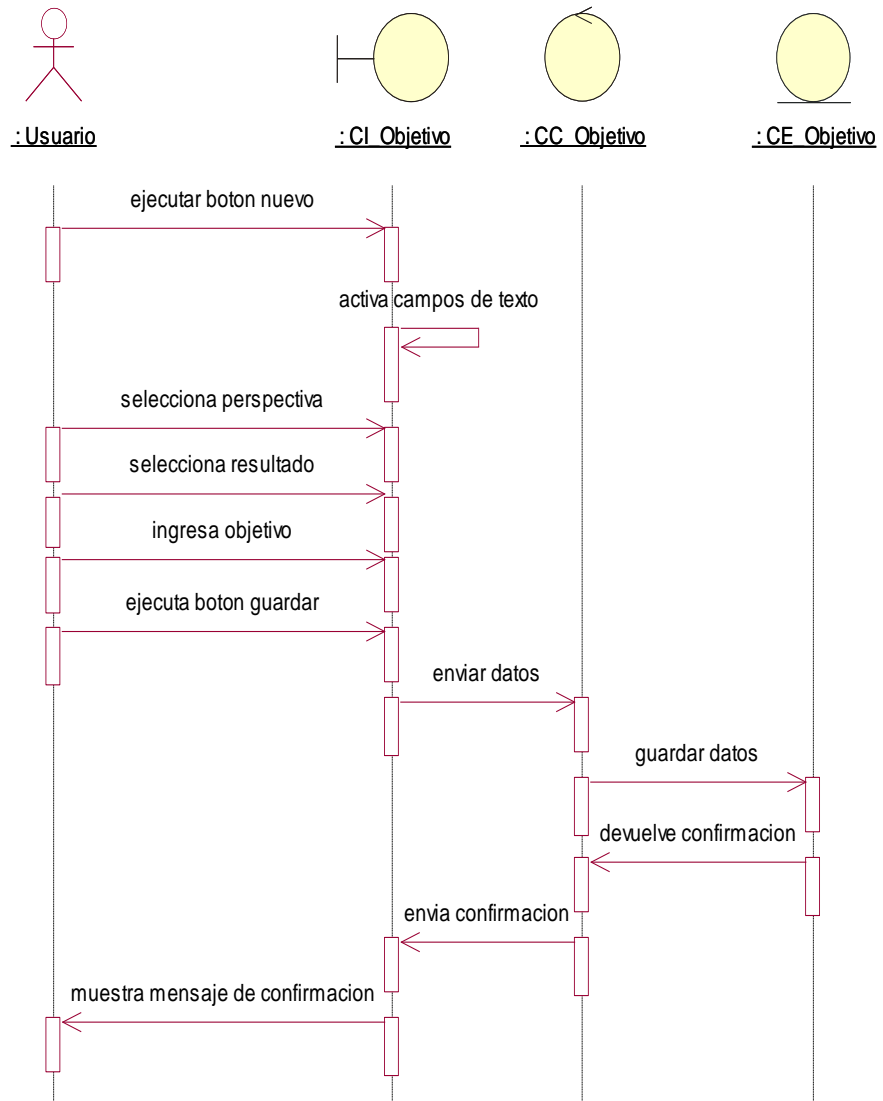 : Usuario
: CI_Objetivo
: CC_Objetivo
: CE_Objetivo
ejecutar boton nuevo
activa campos de texto
selecciona perspectiva
selecciona resultado
ingresa objetivo
ejecuta boton guardar
enviar datos
guardar datos
devuelve confirmacion
envia confirmacion
muestra mensaje de confirmacion